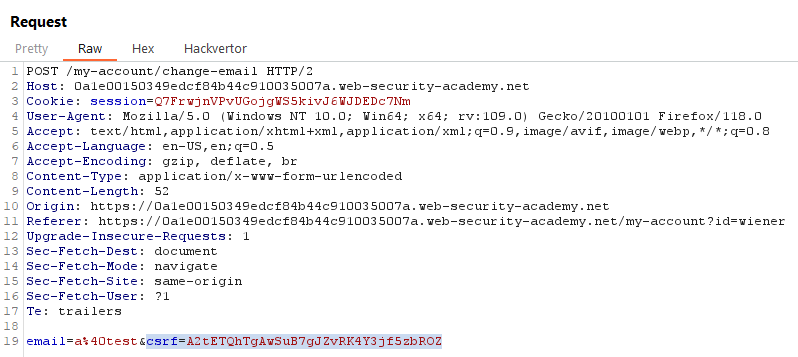 Request
Pretty Raw Hex Hackvertor
1 POST /my-account/change-email HTTP/2
2 Host: 0a1e00150349edcf84b44c910035007a.web-security-academy.net
3 Cookie: session=Q7FrwjnVPvUGojgWS5kivJ6WJDEDc7Nm
4 User-Agent: Mozilla/5.0 (Windows NT 10.0; Win64; x64; rv:109.0) Gecko/20100101 Firefox/118.0
5 Accept: text/html,application/xhtml+xml,application/xml;q=0.9,image/avif,image/webp,*/*;q=0.8
6 Accept-Language: en-US,en;q=0.5
7 Accept-Encoding: gzip, deflate, br
8 Content-Type: application/x-www-form-urlencoded
9 Content-Length: 52
10 Origin: https://0a1e00150349edcf84b44c910035007a.web-security-academy.net
11 Referer: https://0a1e00150349edcf84b44c910035007a.web-security-academy.net/my-account?id=wiener
12 Upgrade-Insecure-Requests: 1
13 Sec-Fetch-Dest: document
14 Sec-Fetch-Mode: navigate
15 Sec-Fetch-Site: same-origin
16 Sec-Fetch-User: ?1
17 Te: trailers
18
19 email=a%40test&csrf=A2tETQhTgAwSuB7gJZvRK4Y3jf5zbROZ